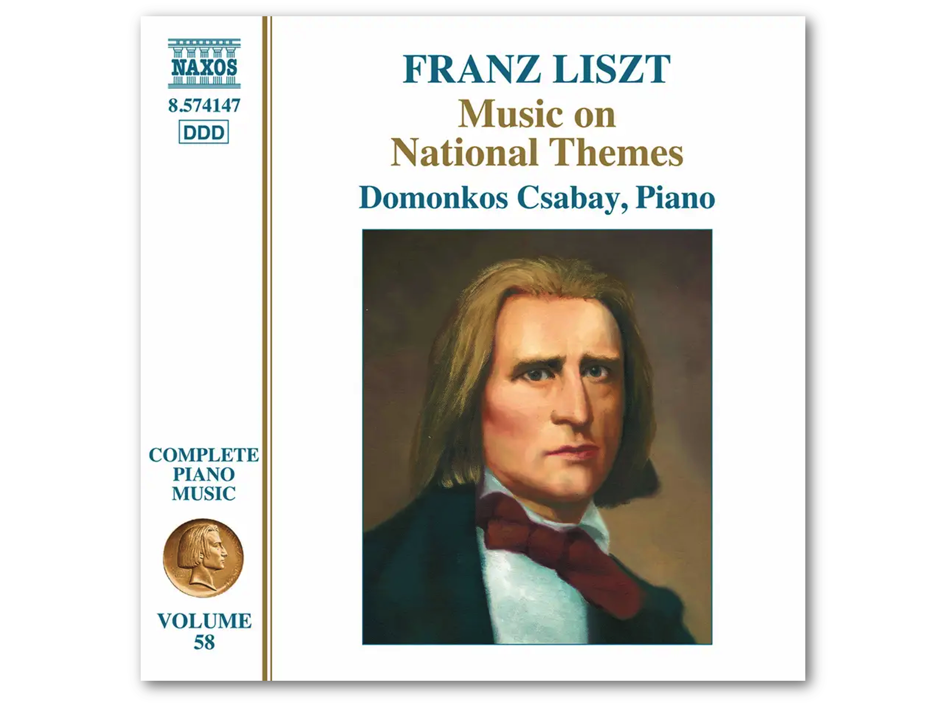 NAXOS
8.574147
DDD
FRANZ LISZT
Music on
National Themes
Domonkos Csabay, Piano
COMPLETE
PIANO
MUSIC
VOLUME
58